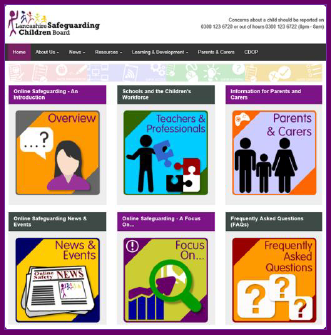 Lancashire Safeguarding
Children Board
Concerns about a child should be reported on
0300 123 6720 or out of hours 0300 123 6722 (8pm - 8am)
Home About Us News Resources Learning & Development Parents & Carers CDOP
Online Safeguarding - An
Introduction
Schools and the Children's
Workforce
Information for Parents and
Carers
Overview
...?
Teachers &
Professionals
Parents
& Carers
Online Safeguarding News &
Events
Online Safeguarding - A Focus
On...
Frequently Asked Questions
(FAQs)
News &
Events
Online
Safety
NEWS
Focus
On...
Frequently
Asked
Questions
? ? ?